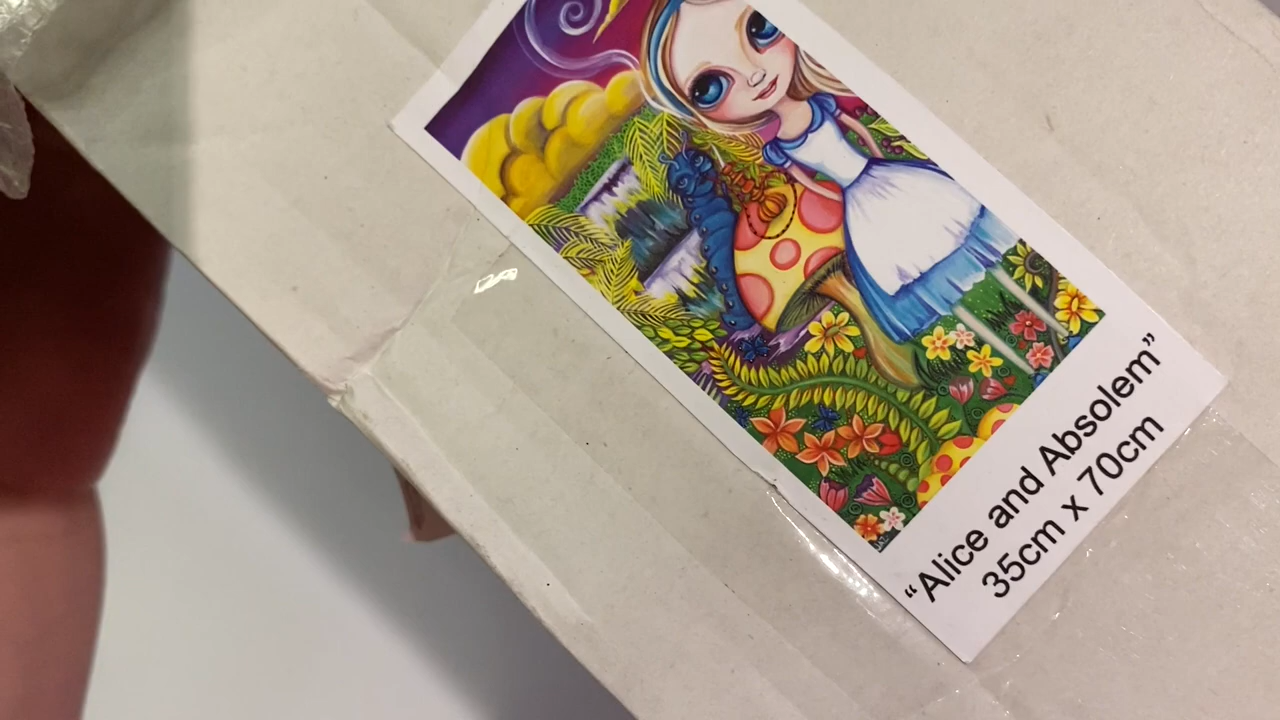 “Alice and Absolem”
35cm x 70cm